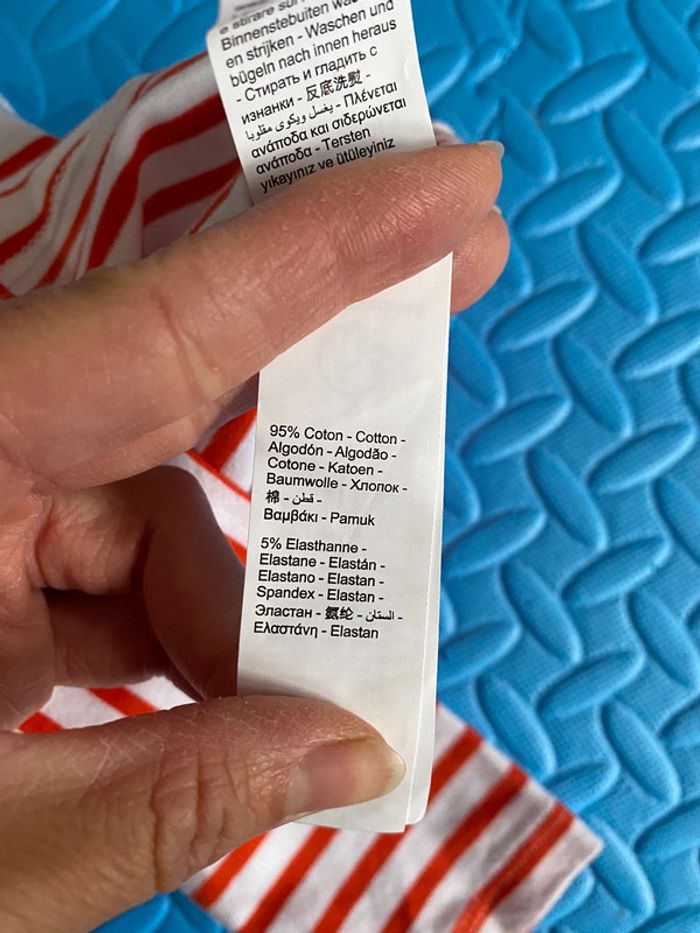 e stirare sul
Binnenstebuiten
en strijken - Waschen und
bügeln nach innen heraus
- Стирать и гладить с
изнанки - 反底洗熨 -
يغسل ويكوى مقلوبا - Πλένεται
ανάποδα και σιδερώνεται
ανάποδα - Tersten
yıkayınız ve ütüleyiniz
95% Coton - Cotton -
Algodón - Algodão -
Cotone - Katoen -
Baumwolle - Хлопок -
棉 - قطن -
Βαμβάκι - Pamuk
5% Elasthanne -
Elastane - Elastán -
Elastano - Elastan -
Spandex - Elastan -
Эластан - 氨纶 - الستان -
Ελαστάνη - Elastan